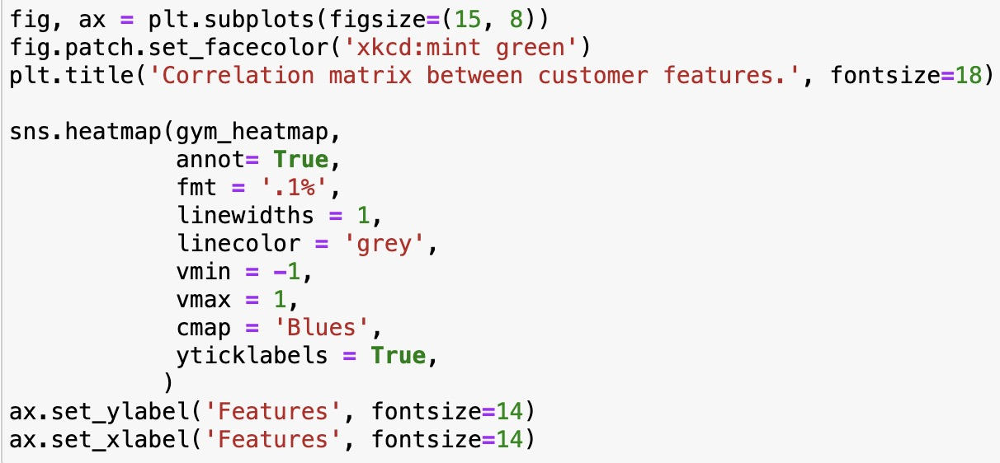 fig, ax = plt.subplots(figsize=(15, 8))
fig.patch.set_facecolor('xkcd:mint green')
plt.title('Correlation matrix between customer features.', fontsize=18)

sns.heatmap(gym_heatmap,
            annot= True,
            fmt = '.1%',
            linewidths = 1,
            linecolor = 'grey',
            vmin = -1,
            vmax = 1,
            cmap = 'Blues',
            yticklabels = True,
           )
ax.set_ylabel('Features', fontsize=14)
ax.set_xlabel('Features', fontsize=14)